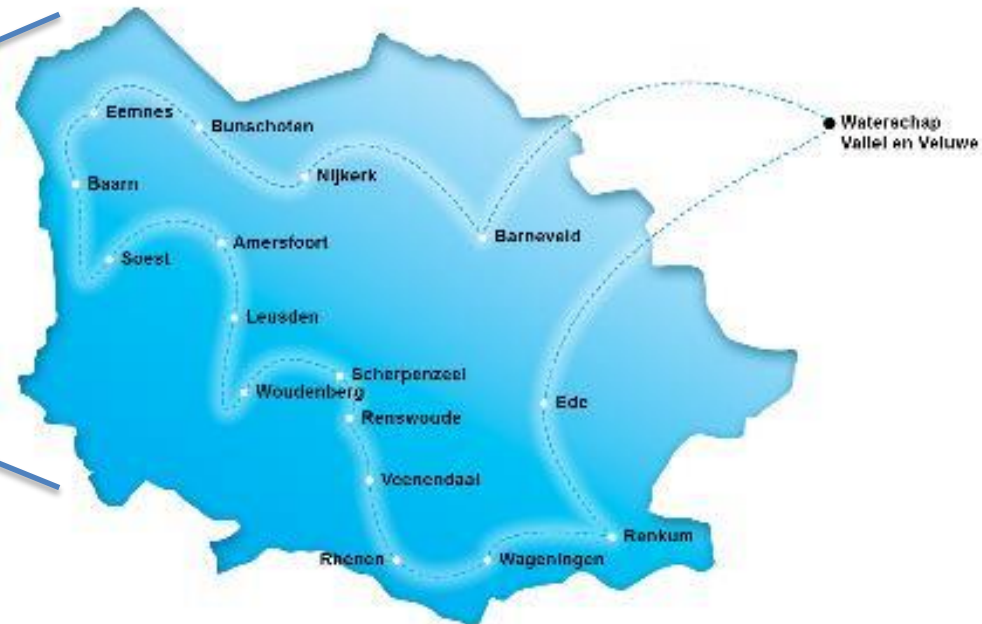 Eemnes
Bunschoten
Waterschap
Vallei en Veluwe
Nijkerk
Baarn
Barneveld
Amersfoort
Soest
Leusden
Scherpenzeel
Woudenberg
Ede
Renswoude
Veenendaal
Renkum
Rhenen
Wageningen